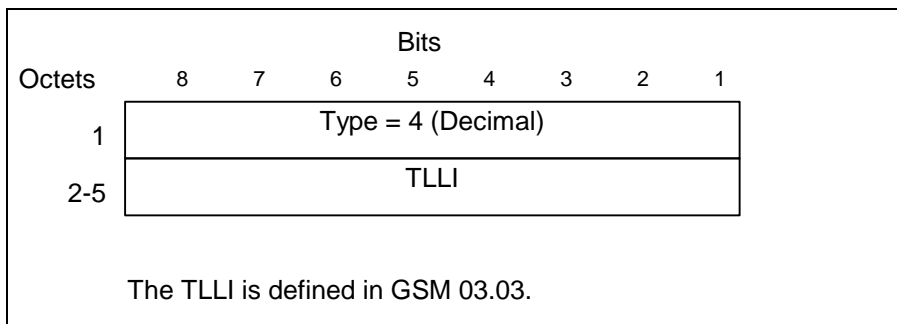 Bits
Octets 8 7 6 5 4 3 2 1
1 Type = 4 (Decimal)
2-5 TLLI
The TLLI is defined in GSM 03.03.